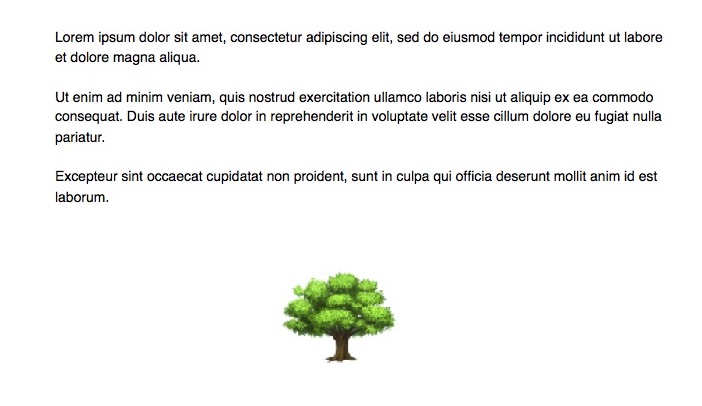 Lorem ipsum dolor sit amet, consectetur adipiscing elit, sed do eiusmod tempor incididunt ut labore
et dolore magna aliqua.
Ut enim ad minim veniam, quis nostrud exercitation ullamco laboris nisi ut aliquip ex ea commodo
consequat. Duis aute irure dolor in reprehenderit in voluptate velit esse cillum dolore eu fugiat nulla
pariatur.
Excepteur sint occaecat cupidatat non proident, sunt in culpa qui officia deserunt mollit anim id est
laborum.